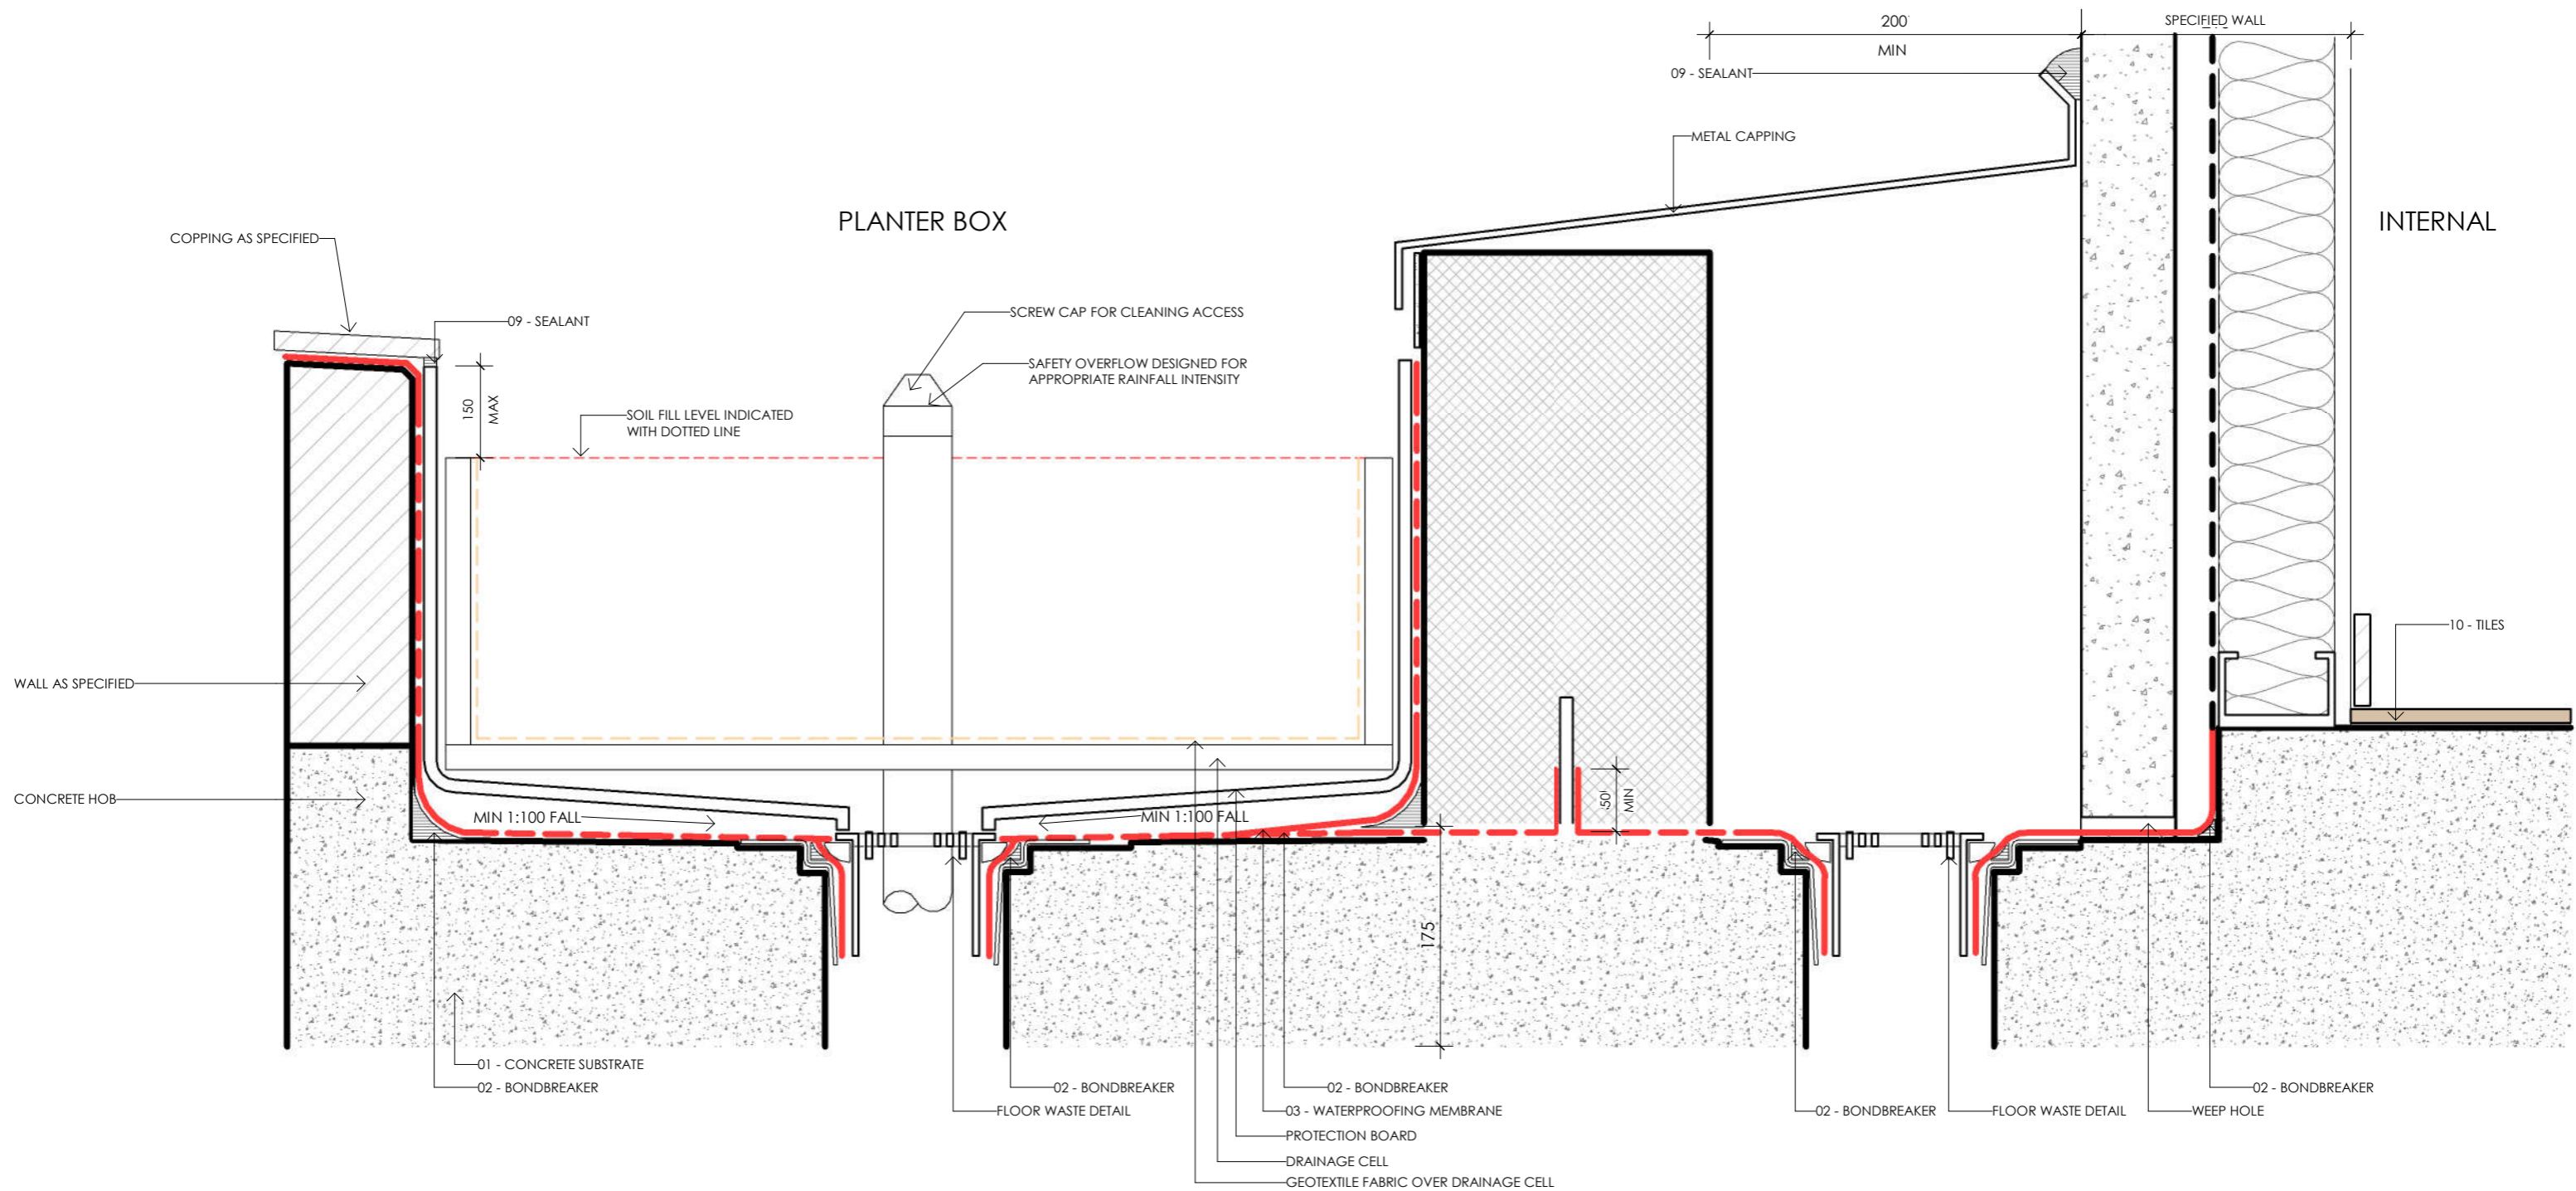 200
SPECIFIED WALL
MIN
09 - SEALANT
METAL CAPPING
PLANTER BOX
INTERNAL
COPPING AS SPECIFIED
09 - SEALANT
SCREW CAP FOR CLEANING ACCESS
SAFETY OVERFLOW DESIGNED FOR
APPROPRIATE RAINFALL INTENSITY
150
MAX
SOIL FILL LEVEL INDICATED
WITH DOTTED LINE
10 - TILES
WALL AS SPECIFIED
CONCRETE HOB
MIN 1:100 FALL
MIN 1:100 FALL
50
MIN
175
01 - CONCRETE SUBSTRATE
02 - BONDBREAKER
02 - BONDBREAKER
02 - BONDBREAKER
02 - BONDBREAKER
FLOOR WASTE DETAIL
03 - WATERPROOFING MEMBRANE
02 - BONDBREAKER
FLOOR WASTE DETAIL
WEEP HOLE
PROTECTION BOARD
DRAINAGE CELL
GEOTEXTILE FABRIC OVER DRAINAGE CELL